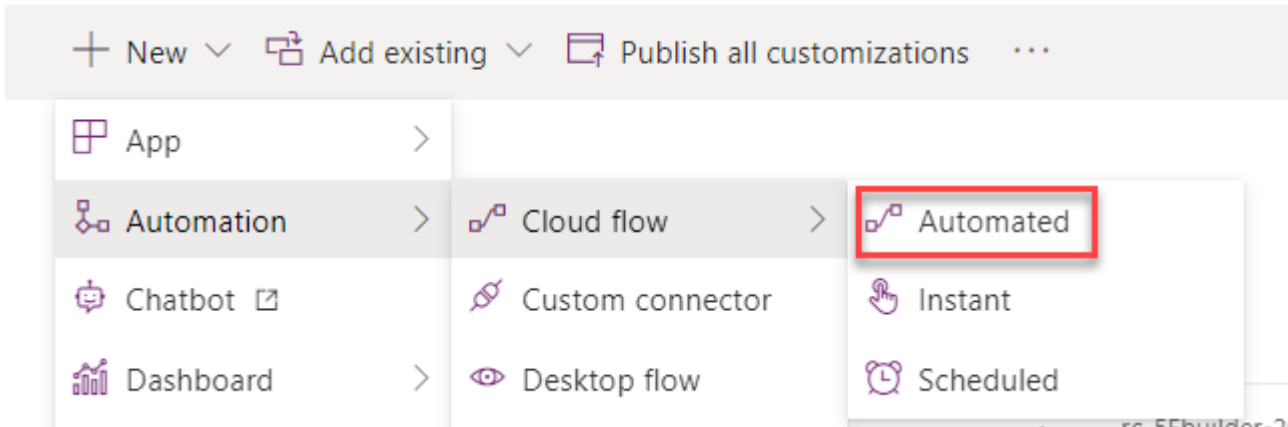 New Add existing Publish all customizations ...
App
Automation Cloud flow Automated
Chatbot Custom connector Instant
Dashboard Desktop flow Scheduled